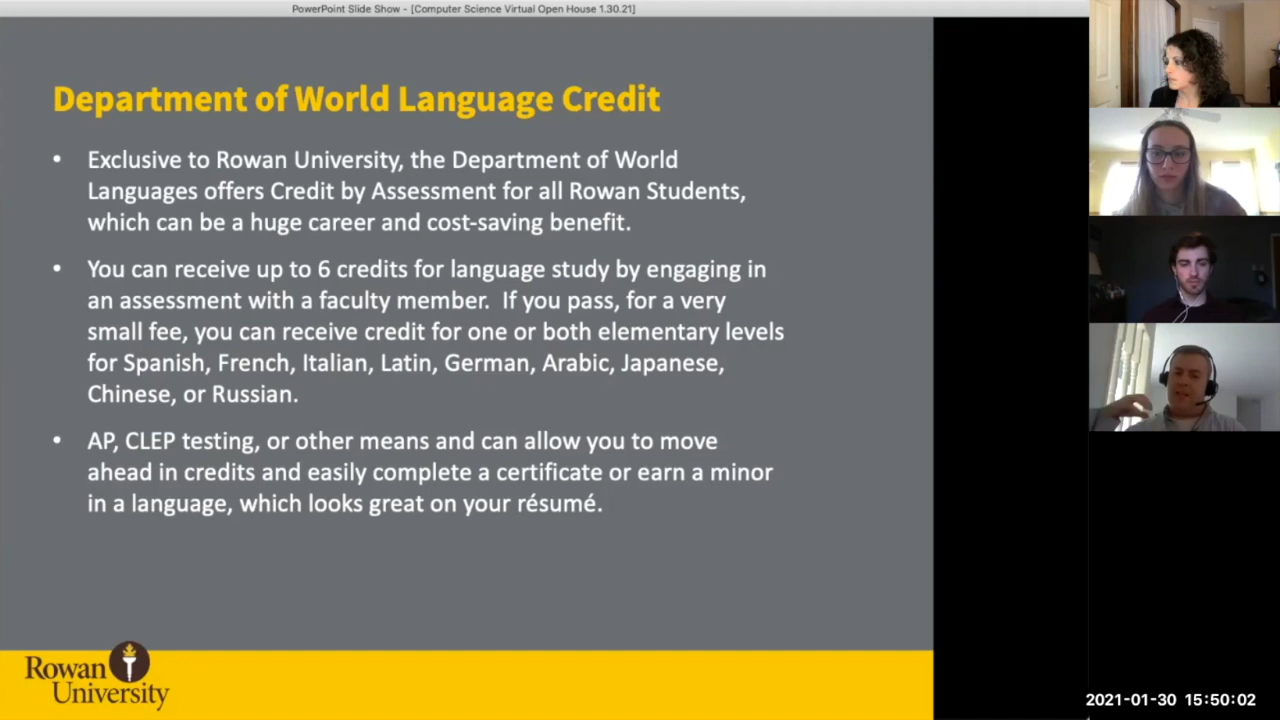 PowerPoint Slide Show - [Computer Science Virtual Open House 1.30.21]
Department of World Language Credit
• Exclusive to Rowan University, the Department of World
Languages offers Credit by Assessment for all Rowan Students,
which can be a huge career and cost-saving benefit.
• You can receive up to 6 credits for language study by engaging in
an assessment with a faculty member.  If you pass, for a very
small fee, you can receive credit for one or both elementary levels
for Spanish, French, Italian, Latin, German, Arabic, Japanese,
Chinese, or Russian.
• AP, CLEP testing, or other means and can allow you to move
ahead in credits and easily complete a certificate or earn a minor
in a language, which looks great on your résumé.
Rowan
University
2021-01-30 15:50:02